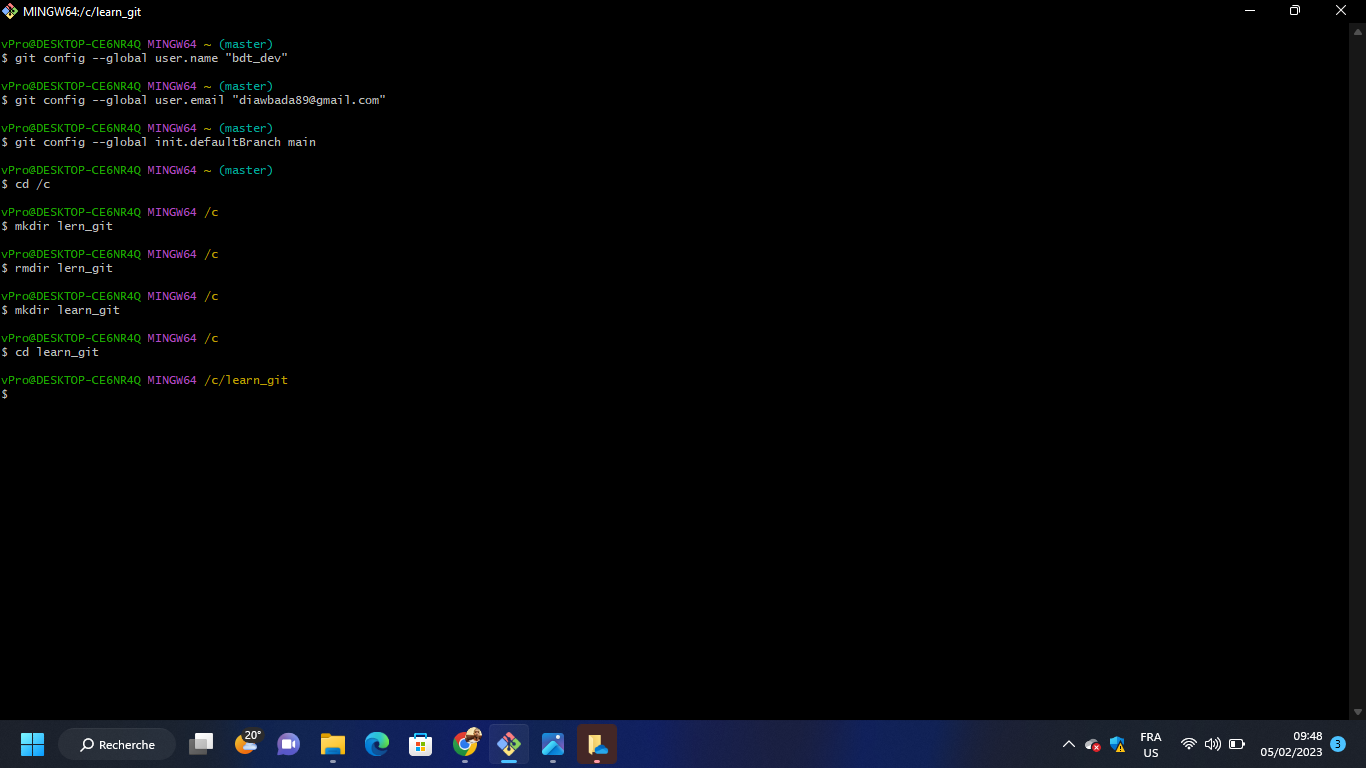 MINGW64:/c/learn_git
vPro@DESKTOP-CE6NR4Q MINGW64 ~ (master)
$ git config --global user.name "bdt_dev"
vPro@DESKTOP-CE6NR4Q MINGW64 ~ (master)
$ git config --global user.email "diawbada89@gmail.com"
vPro@DESKTOP-CE6NR4Q MINGW64 ~ (master)
$ git config --global init.defaultBranch main
vPro@DESKTOP-CE6NR4Q MINGW64 ~ (master)
$ cd /c
vPro@DESKTOP-CE6NR4Q MINGW64 /c
$ mkdir lern_git
vPro@DESKTOP-CE6NR4Q MINGW64 /c
$ rmdir lern_git
vPro@DESKTOP-CE6NR4Q MINGW64 /c
$ mkdir learn_git
vPro@DESKTOP-CE6NR4Q MINGW64 /c
$ cd learn_git
vPro@DESKTOP-CE6NR4Q MINGW64 /c/learn_git
$
Recherche
20°
FRA
US
09:48
05/02/2023
3